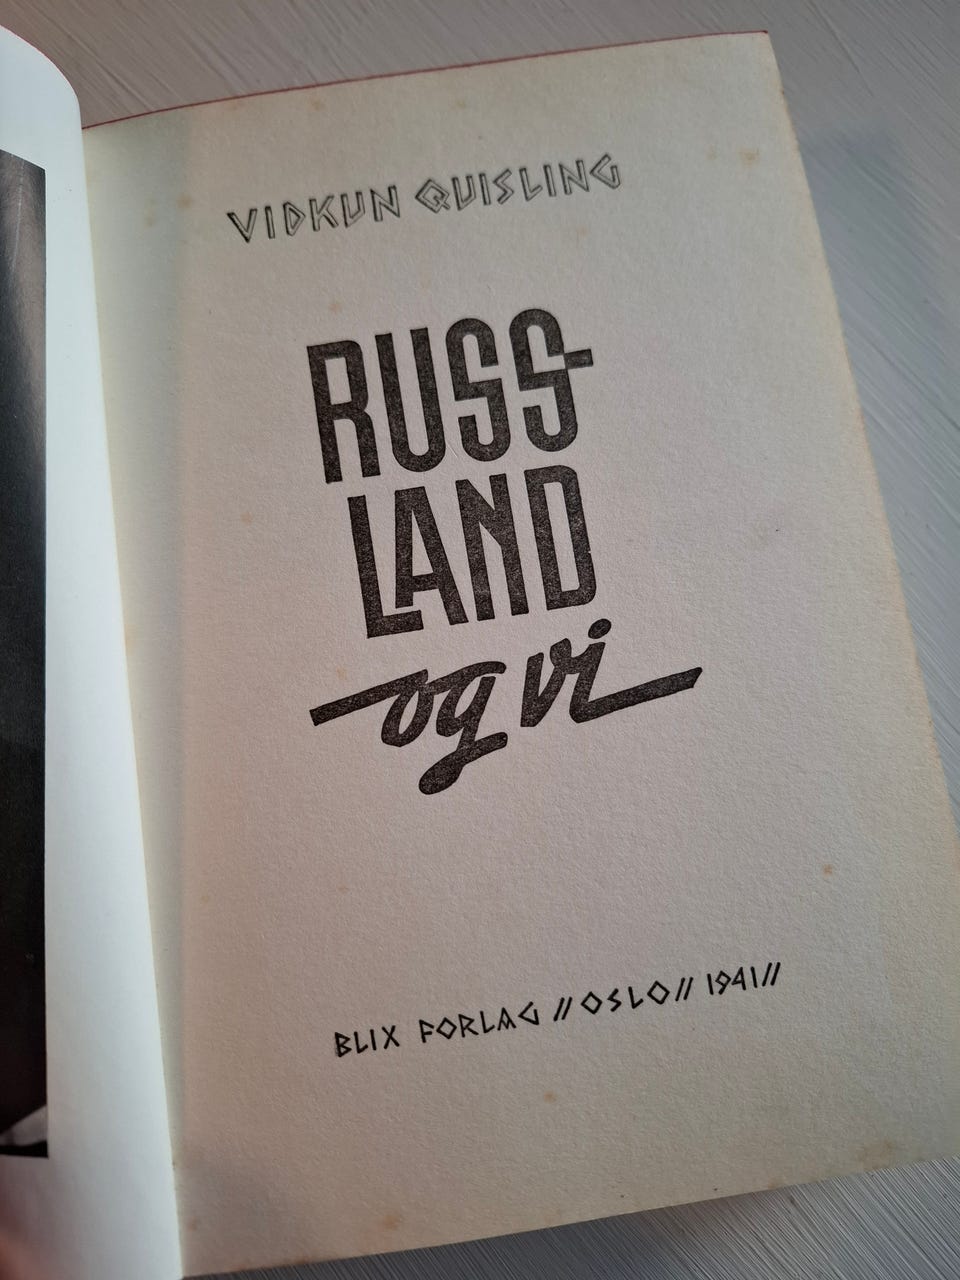 VIDKUN QUISLING
RUSS-
LAND
og vi
BLIX FORLAG // OSLO // 1941 //